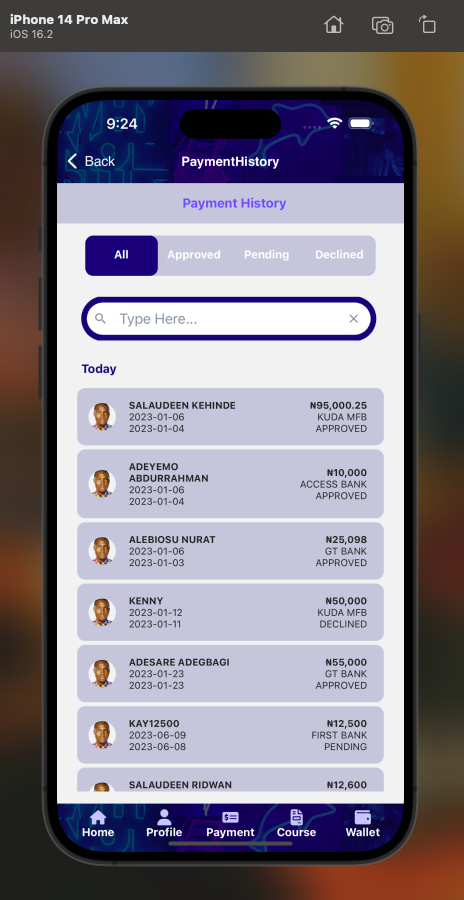 iPhone 14 Pro Max
iOS 16.2
9:24
Back
PaymentHistory
Payment History
All Approved Pending Declined
Type Here...
Today
SALAUDEEN KEHINDE ₦95,000.25
2023-01-06 KUDA MFB
2023-01-04 APPROVED
ADEYEMO
ABDURRAHMAN ₦10,000
2023-01-06 ACCESS BANK
2023-01-04 APPROVED
ALEBIOSU NURAT ₦25,098
2023-01-06 GT BANK
2023-01-03 APPROVED
KENNY ₦50,000
2023-01-12 KUDA MFB
2023-01-11 DECLINED
ADESARE ADEGBAGI ₦55,000
2023-01-23 GT BANK
2023-01-23 APPROVED
KAY12500 ₦12,500
2023-06-09 FIRST BANK
2023-06-08 PENDING
SALAUDEEN RIDWAN ₦12,600
Home Profile Payment Course Wallet